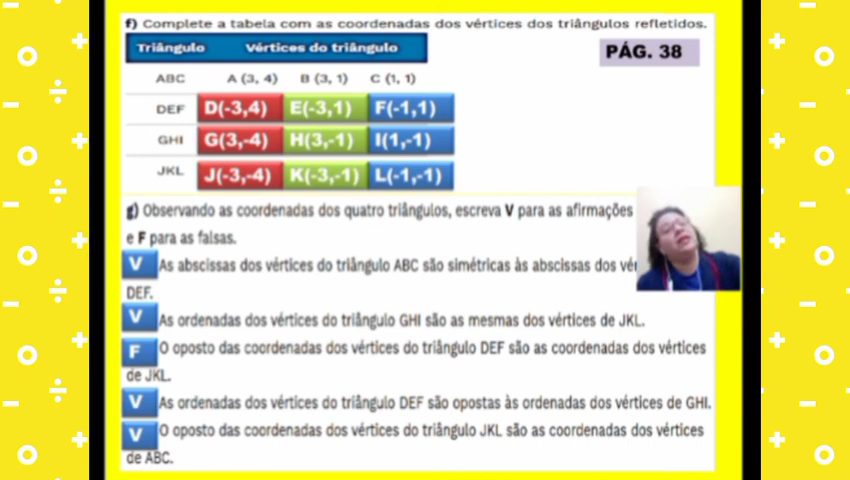 f) Complete a tabela com as coordenadas dos vértices dos triângulos refletidos.
Triângulo Vértices do triângulo
PÁG. 38
ABC A (3, 4) B (3, 1) C (1, 1)
DEF D(-3,4) E(-3,1) F(-1,1)
GHI G(3,-4) H(3,-1) I(1,-1)
JKL J(-3,-4) K(-3,-1) L(-1,-1)
g) Observando as coordenadas dos quatro triângulos, escreva V para as afirmações
e F para as falsas.
V As abscissas dos vértices do triângulo ABC são simétricas às abscissas dos
DEF.
V As ordenadas dos vértices do triângulo GHI são as mesmas dos vértices de JKL.
F O oposto das coordenadas dos vértices do triângulo DEF são as coordenadas dos vértices
de JKL.
V As ordenadas dos vértices do triângulo DEF são opostas às ordenadas dos vértices de GHI.
V O oposto das coordenadas dos vértices do triângulo JKL são as coordenadas dos vértices
de ABC.